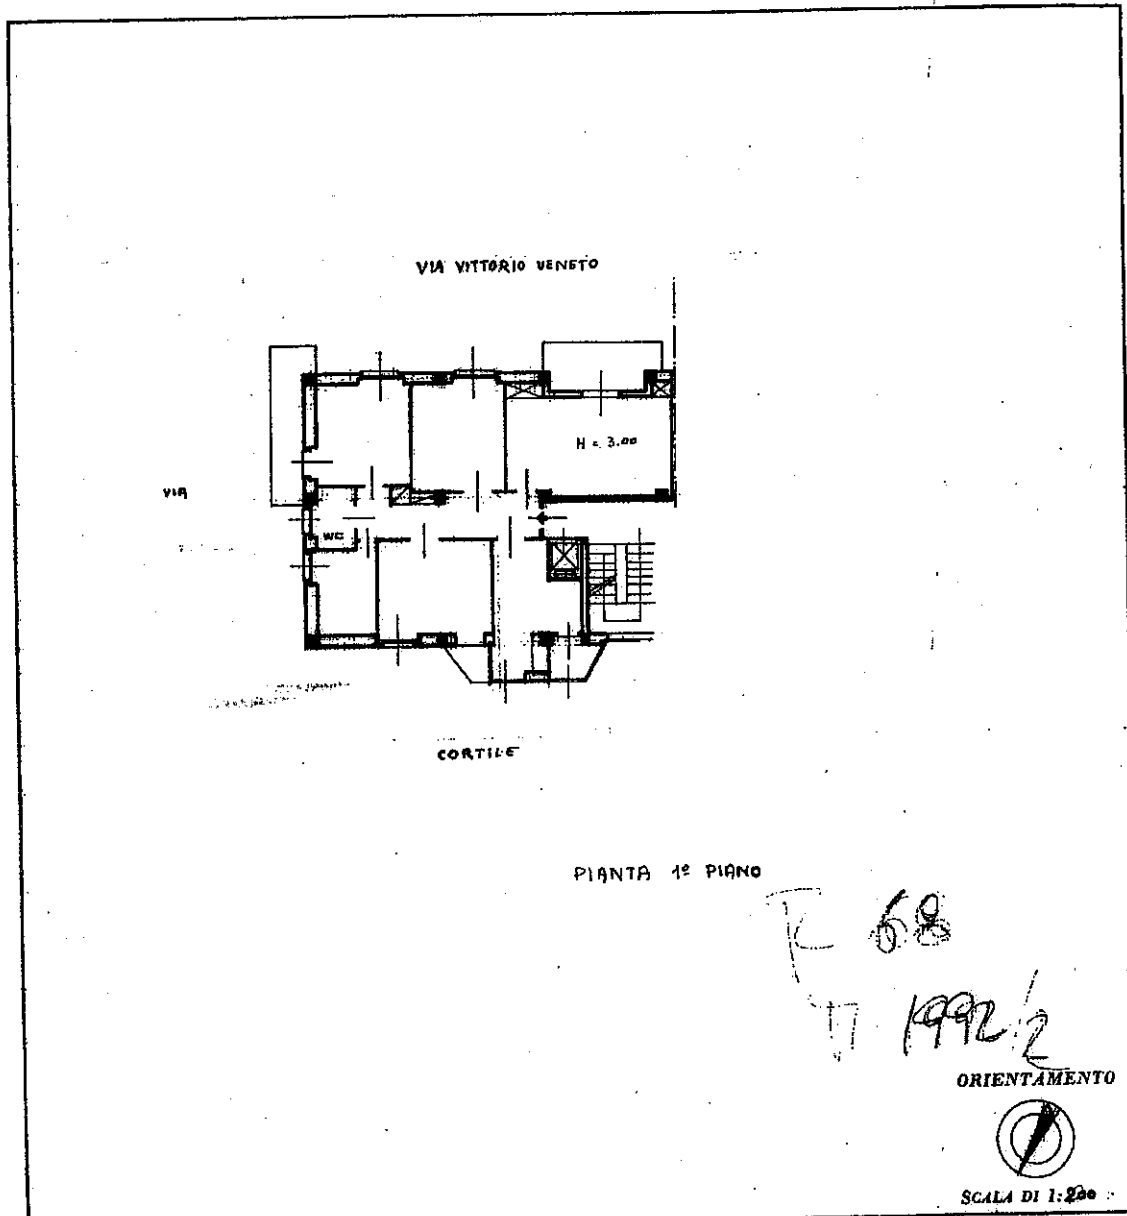 VIA VITTORIO VENETO
H = 3.00
VIA
WC
CORTILE
PIANTA 1º PIANO
F 68
1992/2
ORIENTAMENTO
SCALA DI 1:200